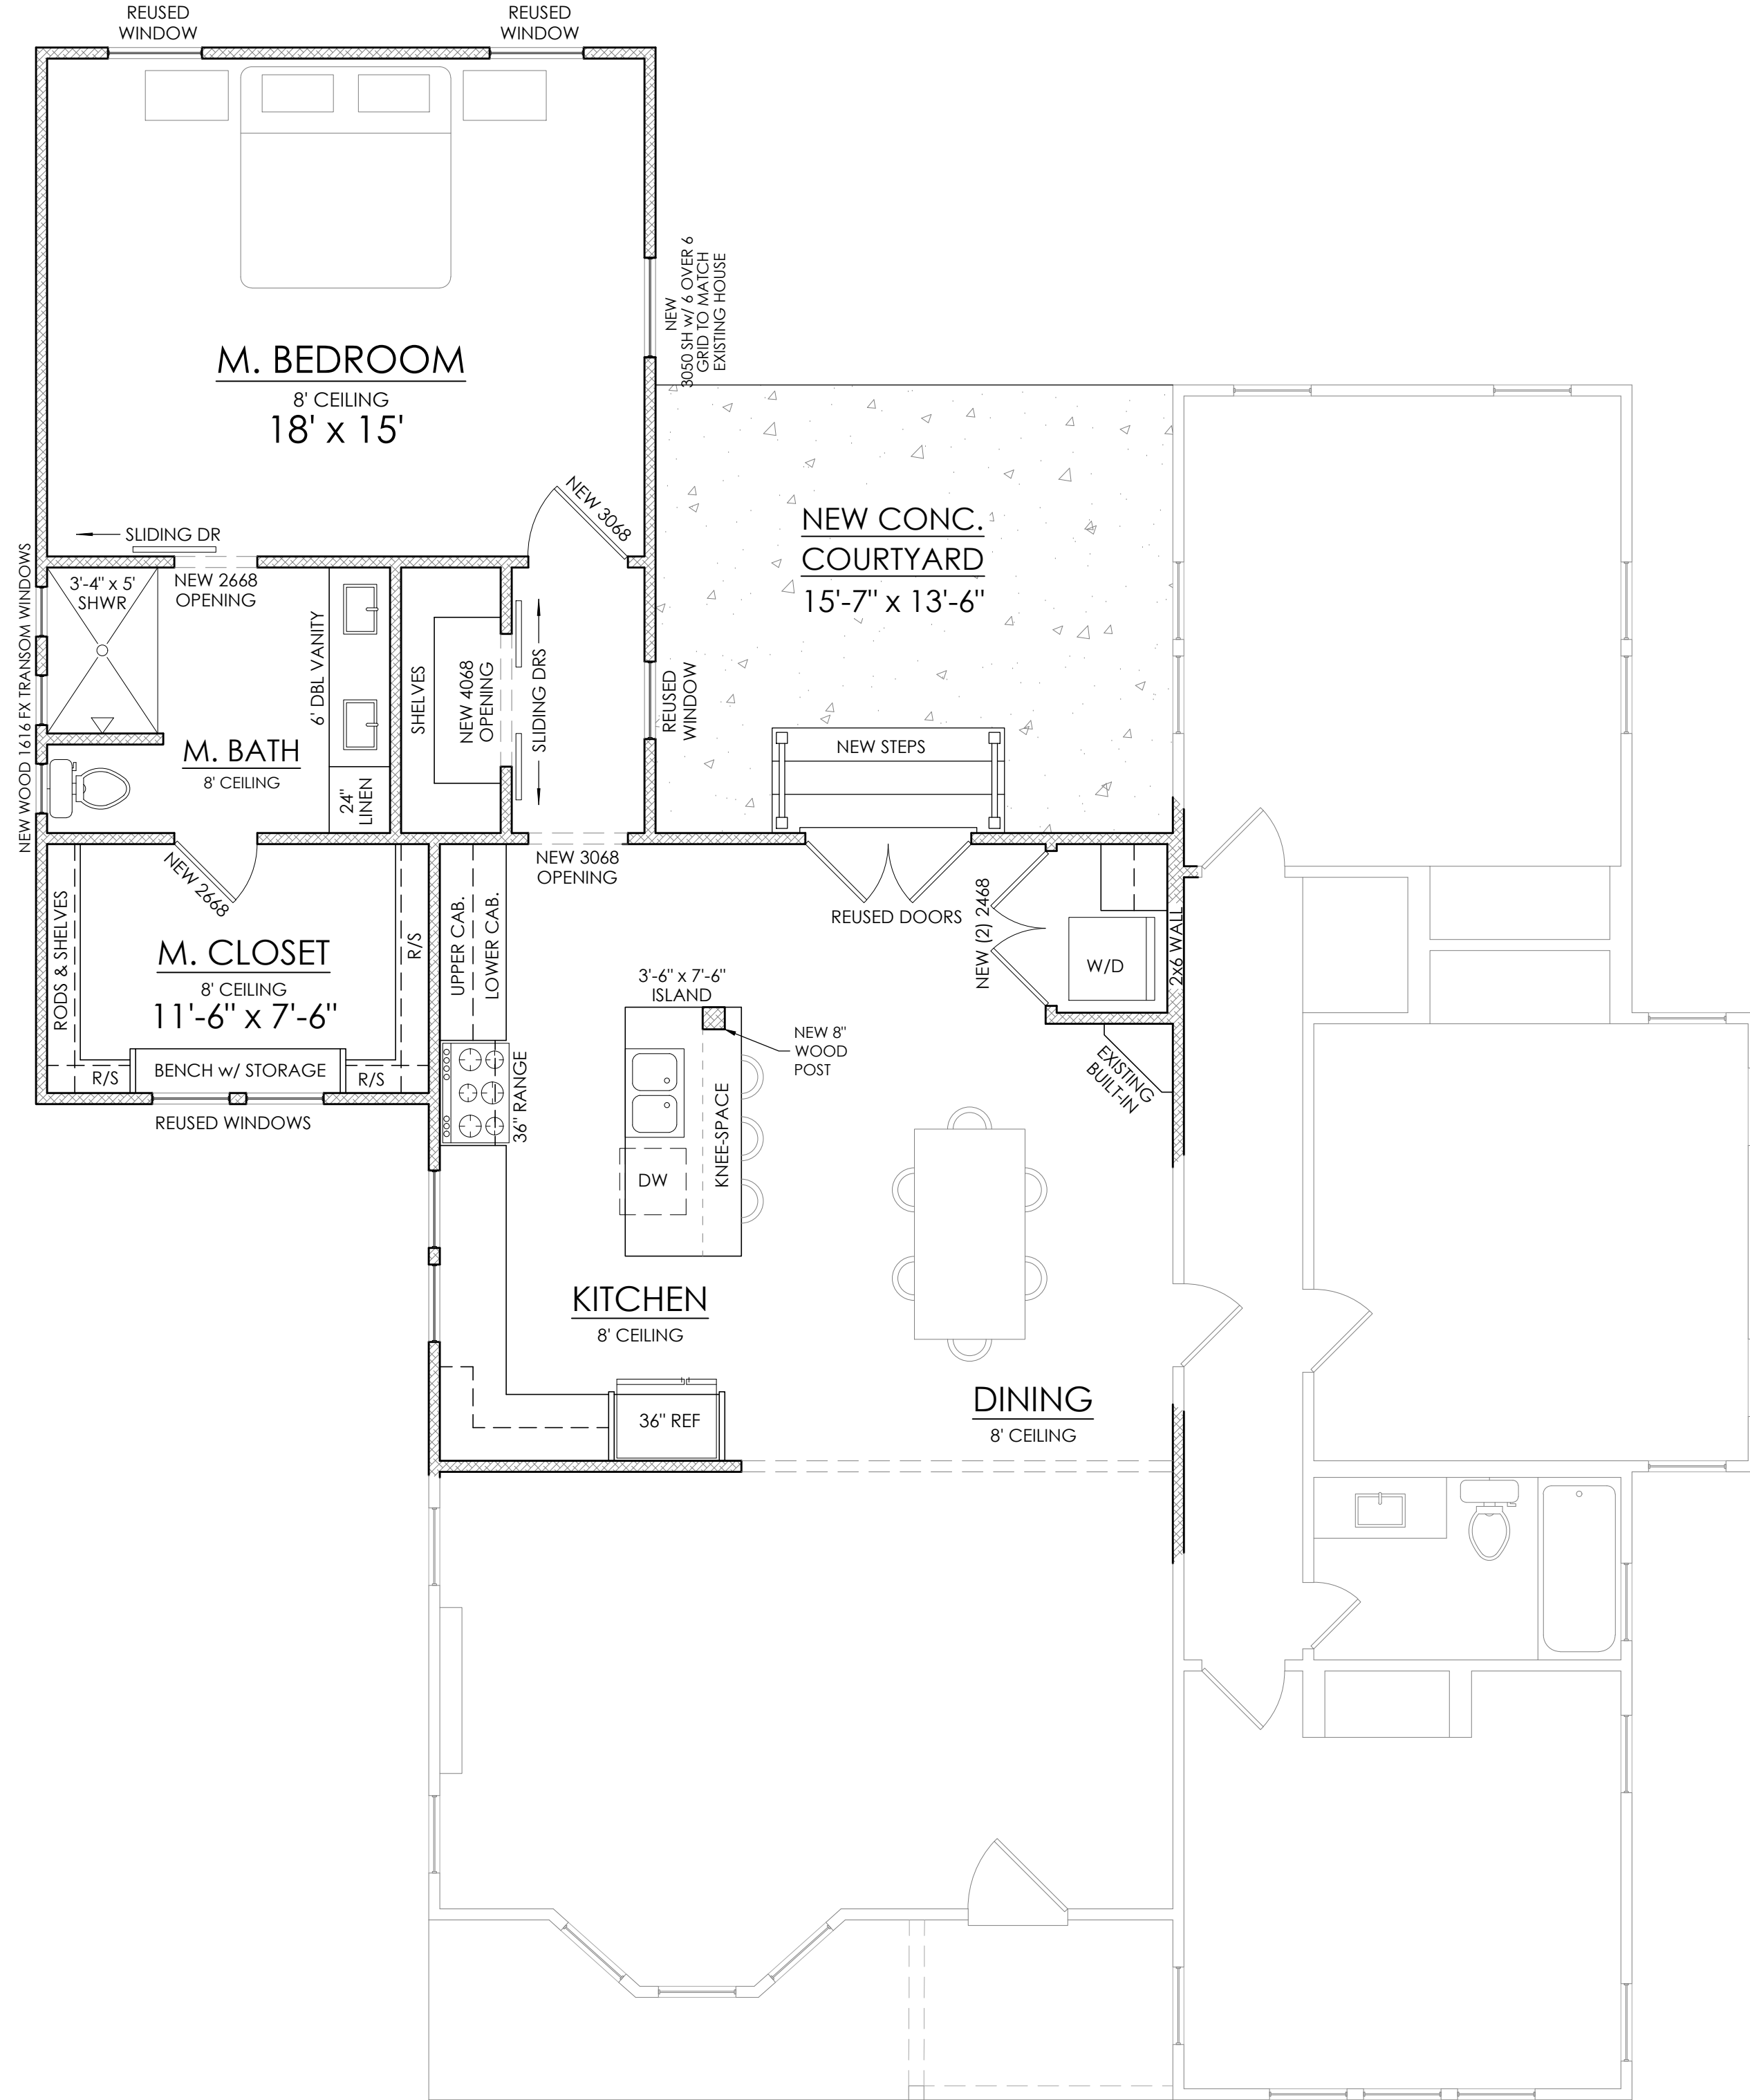 REUSED
WINDOW
REUSED
WINDOW
NEW
3050 SH w/ 6 OVER 6
GRID TO MATCH
EXISTING HOUSE
M. BEDROOM
8' CEILING
18' x 15'
NEW 3068
SLIDING DR
NEW 2668
OPENING
3'-4" x 5'
SHWR
NEW WOOD 1616 FX TRANSOM WINDOWS
6' DBL VANITY
M. BATH
8' CEILING
24"
LINEN
SHELVES
NEW 4068
OPENING
SLIDING DRS
REUSED
WINDOW
NEW CONC.
COURTYARD
15'-7" x 13'-6"
NEW STEPS
NEW 3068
OPENING
REUSED DOORS
NEW (2) 2468
W/D
2x6 WALL
NEW 2668
RODS & SHELVES
M. CLOSET
8' CEILING
11'-6" x 7'-6"
R/S
R/S
BENCH w/ STORAGE
R/S
REUSED WINDOWS
UPPER CAB.
LOWER CAB.
36" RANGE
3'-6" x 7'-6"
ISLAND
NEW 8"
WOOD
POST
KNEE-SPACE
DW
EXISTING
BUILT-IN
KITCHEN
8' CEILING
36" REF
DINING
8' CEILING